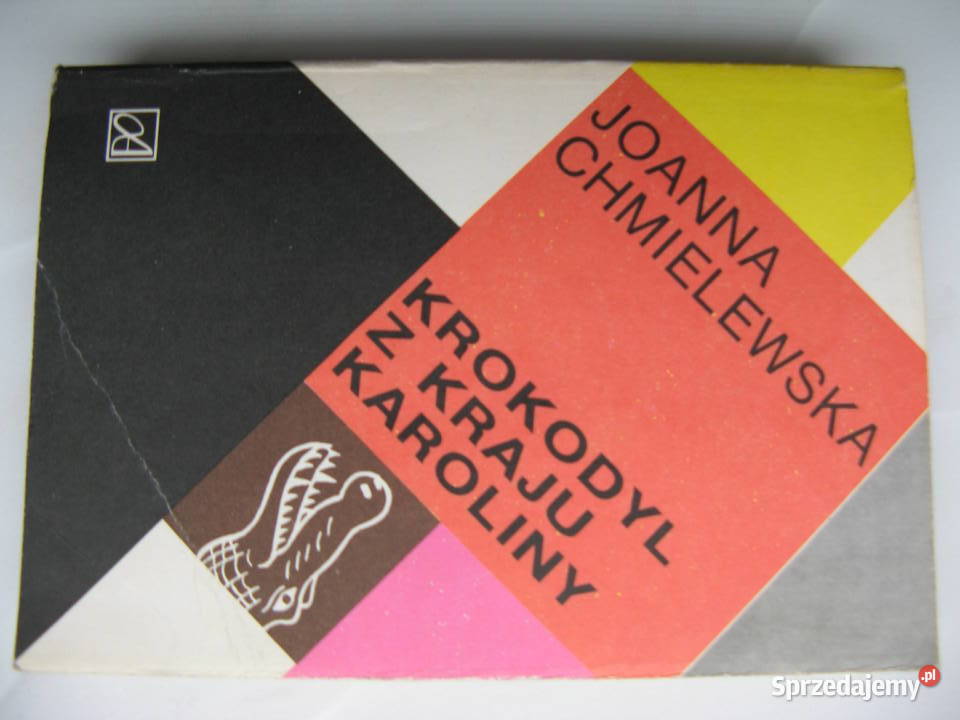 JOANNA
CHMIELEWSKA
KROKODYL
Z KRAJU
KAROLINY
Sprzedajemy.pl